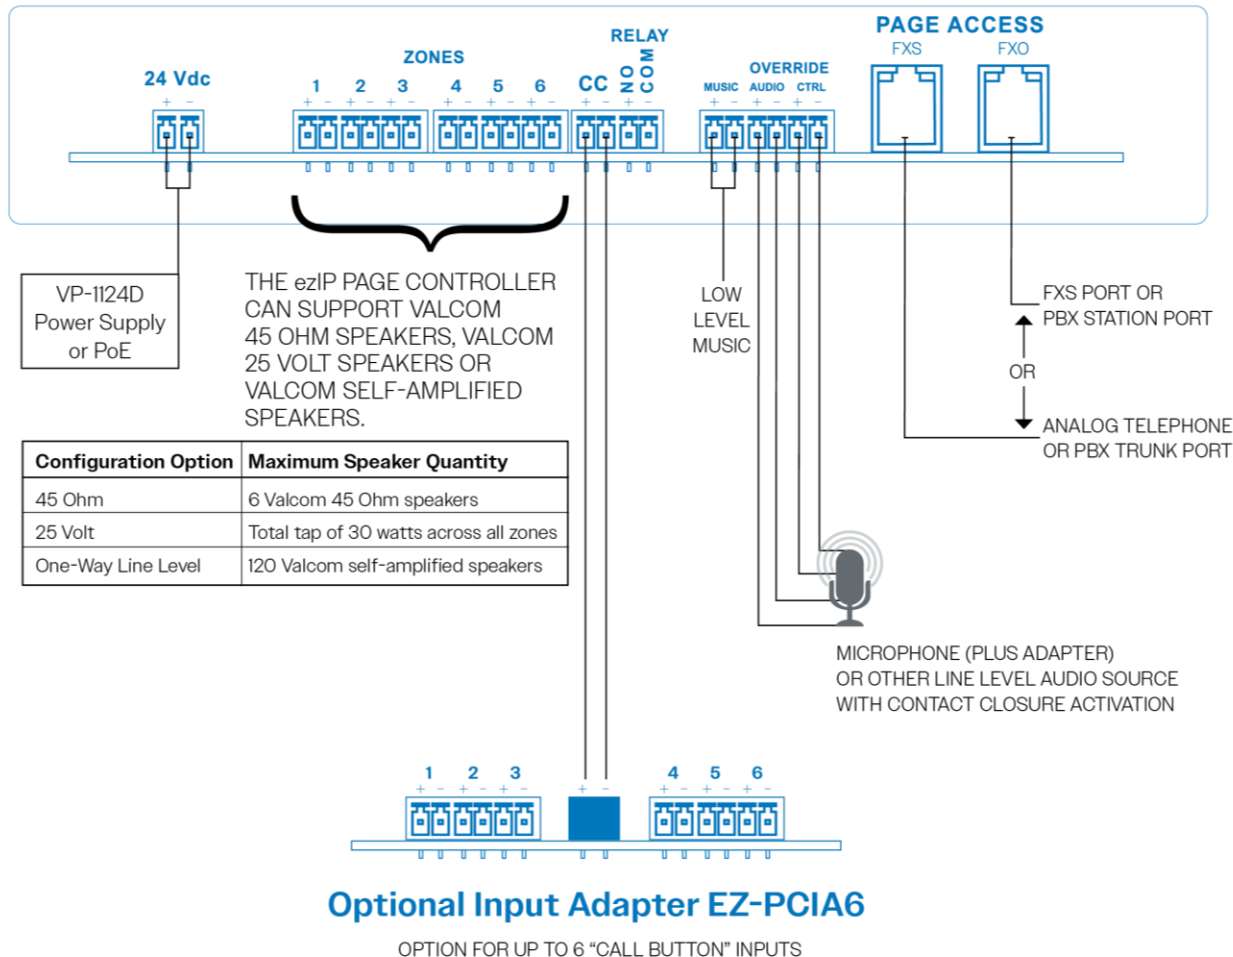 PAGE ACCESS
FXS FXO
RELAY
NO COM
ZONES
24 Vdc
+ -
1 2 3 4 5 6
+ - + - + - + - + - + -
CC
+ - + -
OVERRIDE
MUSIC AUDIO CTRL
+ - + - + -
VP-1124D
Power Supply
or PoE
THE ezIP PAGE CONTROLLER
CAN SUPPORT VALCOM
45 OHM SPEAKERS, VALCOM
25 VOLT SPEAKERS OR
VALCOM SELF-AMPLIFIED
SPEAKERS.
LOW
LEVEL
MUSIC
FXS PORT OR
PBX STATION PORT
OR
ANALOG TELEPHONE
OR PBX TRUNK PORT
Configuration Option Maximum Speaker Quantity
45 Ohm 6 Valcom 45 Ohm speakers
25 Volt Total tap of 30 watts across all zones
One-Way Line Level 120 Valcom self-amplified speakers
MICROPHONE (PLUS ADAPTER)
OR OTHER LINE LEVEL AUDIO SOURCE
WITH CONTACT CLOSURE ACTIVATION
1 2 3 4 5 6
+ - + - + - + - + - + - + -
Optional Input Adapter EZ-PCIA6
OPTION FOR UP TO 6 “CALL BUTTON” INPUTS